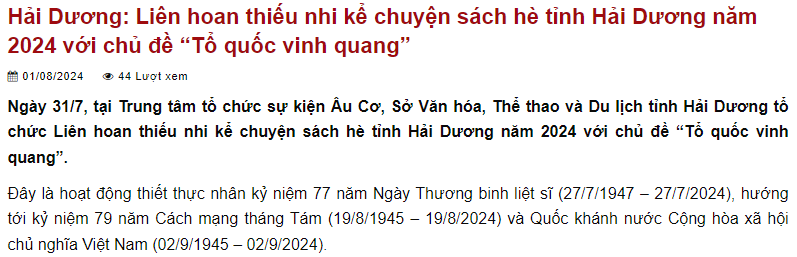 Hải Dương: Liên hoan thiếu nhi kể chuyện sách hè tỉnh Hải Dương năm
2024 với chủ đề “Tổ quốc vinh quang”
01/08/2024 44 Lượt xem
Ngày 31/7, tại Trung tâm tổ chức sự kiện Âu Cơ, Sở Văn hóa, Thể thao và Du lịch tỉnh Hải Dương tổ
chức Liên hoan thiếu nhi kể chuyện sách hè tỉnh Hải Dương năm 2024 với chủ đề “Tổ quốc vinh
quang”.
Đây là hoạt động thiết thực nhân kỷ niệm 77 năm Ngày Thương binh liệt sĩ (27/7/1947 – 27/7/2024), hướng
tới kỷ niệm 79 năm Cách mạng tháng Tám (19/8/1945 – 19/8/2024) và Quốc khánh nước Cộng hòa xã hội
chủ nghĩa Việt Nam (02/9/1945 – 02/9/2024).